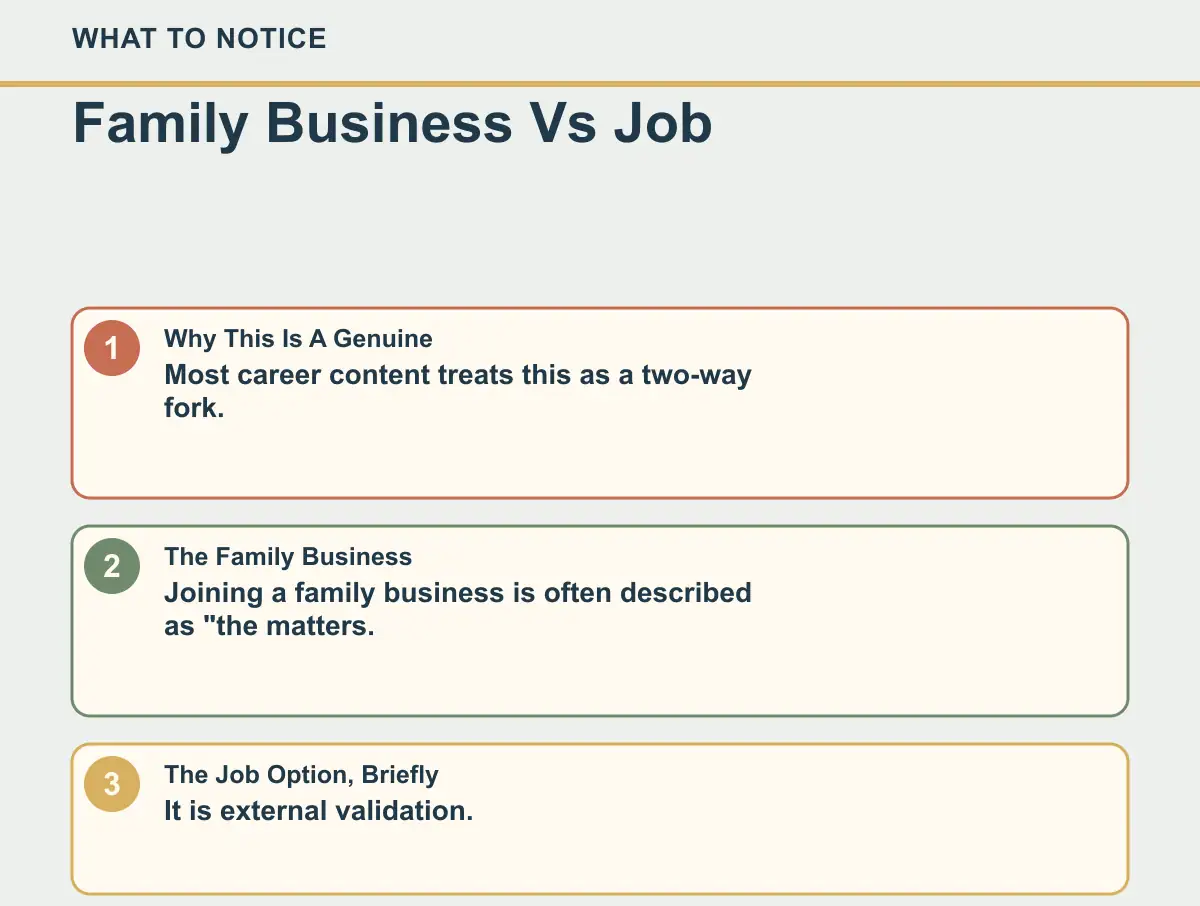 WHAT TO NOTICE
Family Business Vs Job
1
Why This Is A Genuine
Most career content treats this as a two-way
fork.
2
The Family Business
Joining a family business is often described
as "the matters.
3
The Job Option, Briefly
It is external validation.